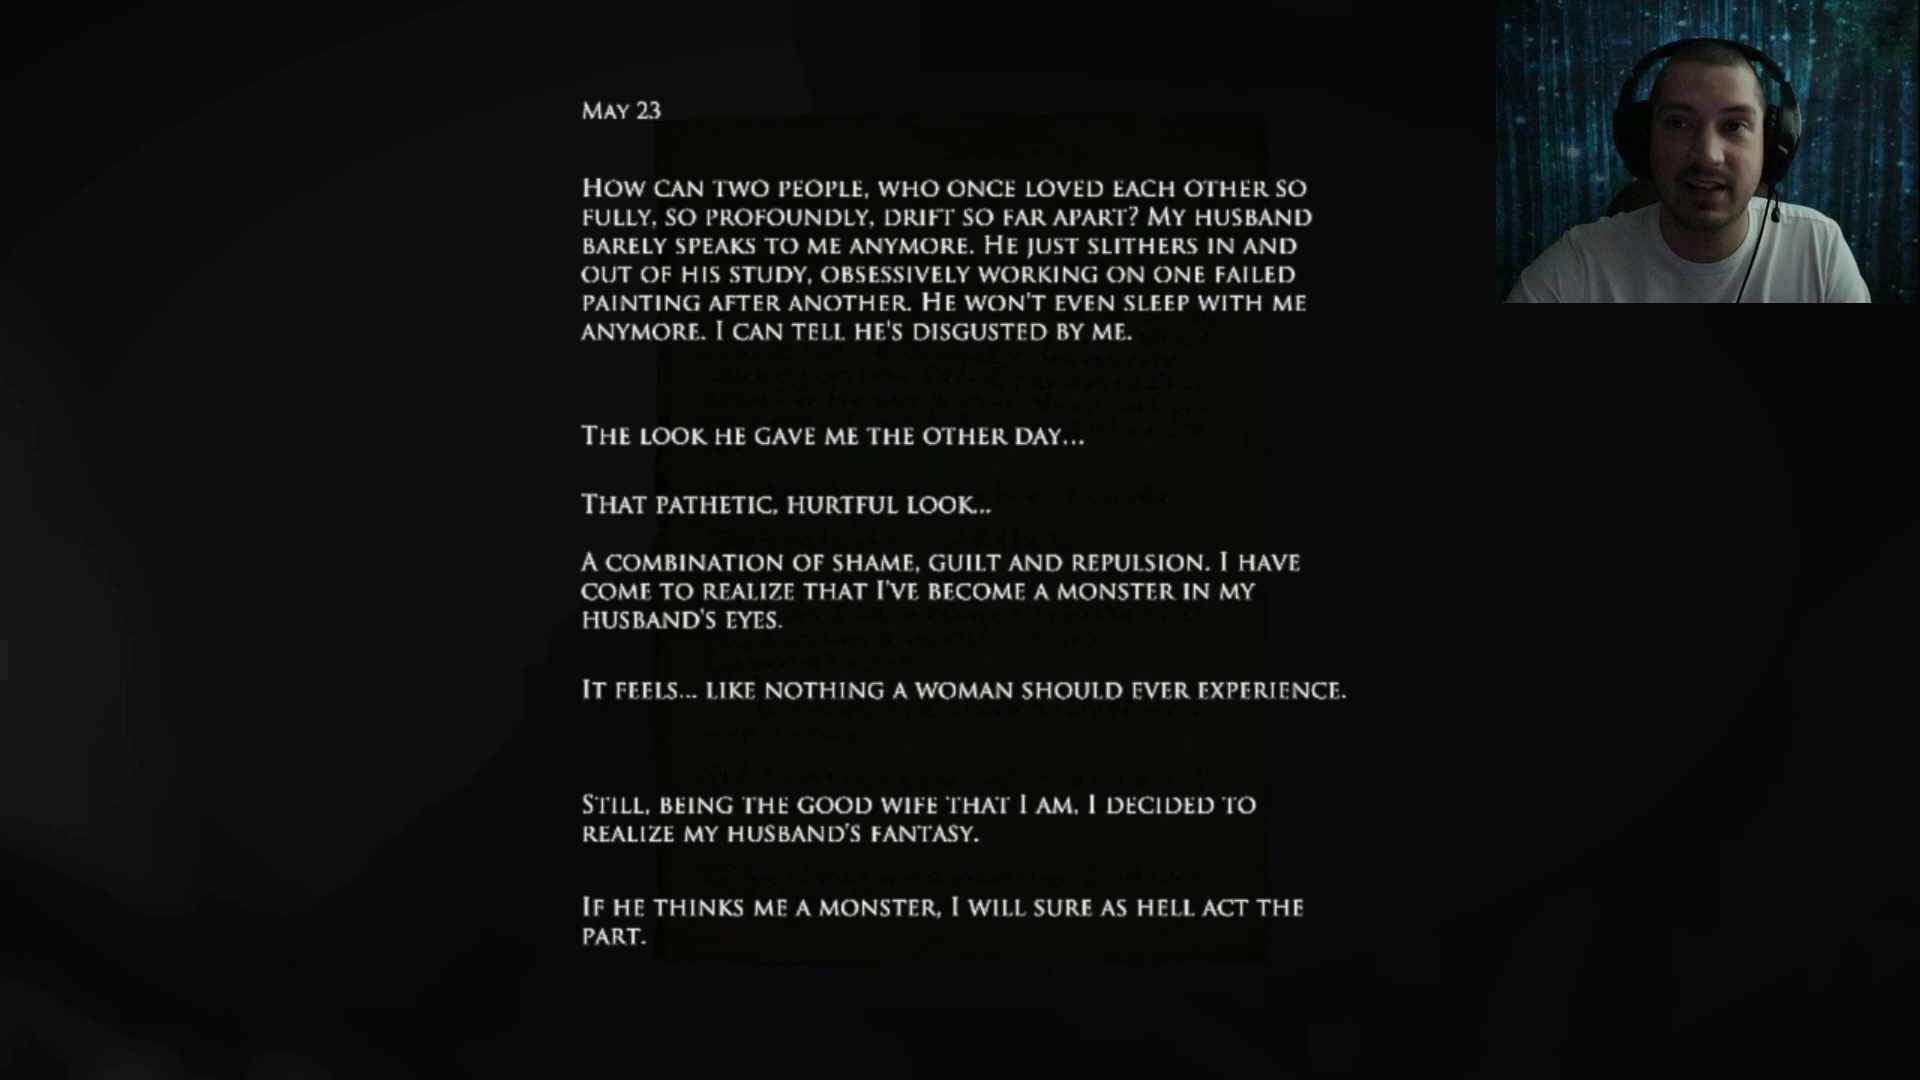 May 23
How can two people, who once loved each other so
fully, so profoundly, drift so far apart? My husband
barely speaks to me anymore. He just slithers in and
out of his study, obsessively working on one failed
painting after another. He won't even sleep with me
anymore. I can tell he's disgusted by me.
The look he gave me the other day...
That pathetic, hurtful look...
A combination of shame, guilt and repulsion. I have
come to realize that I've become a monster in my
husband's eyes.
It feels... like nothing a woman should ever experience.
Still, being the good wife that I am, I decided to
realize my husband's fantasy.
If he thinks me a monster, I will sure as hell act the
part.